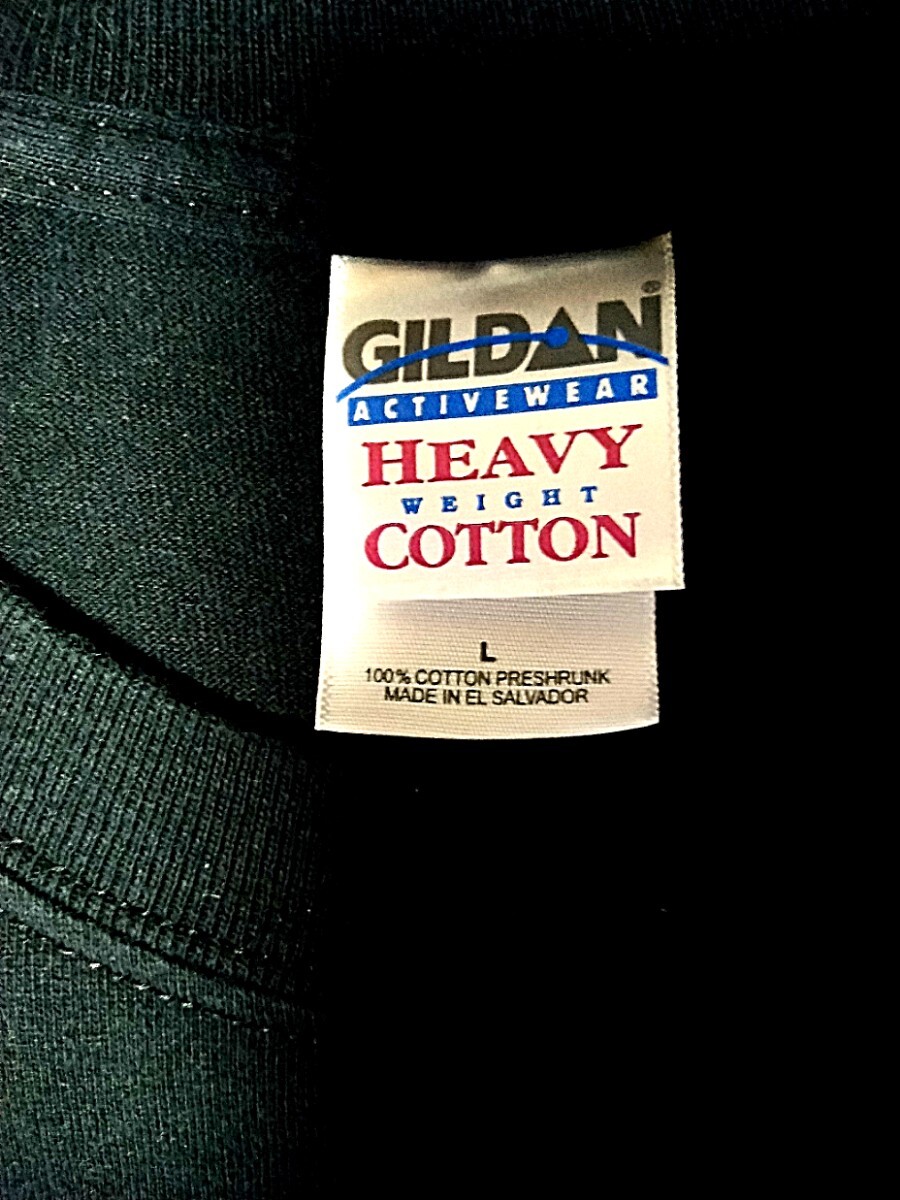 GILDAN®
ACTIVEWEAR
HEAVY
WEIGHT
COTTON
L
100% COTTON PRESHRUNK
MADE IN EL SALVADOR